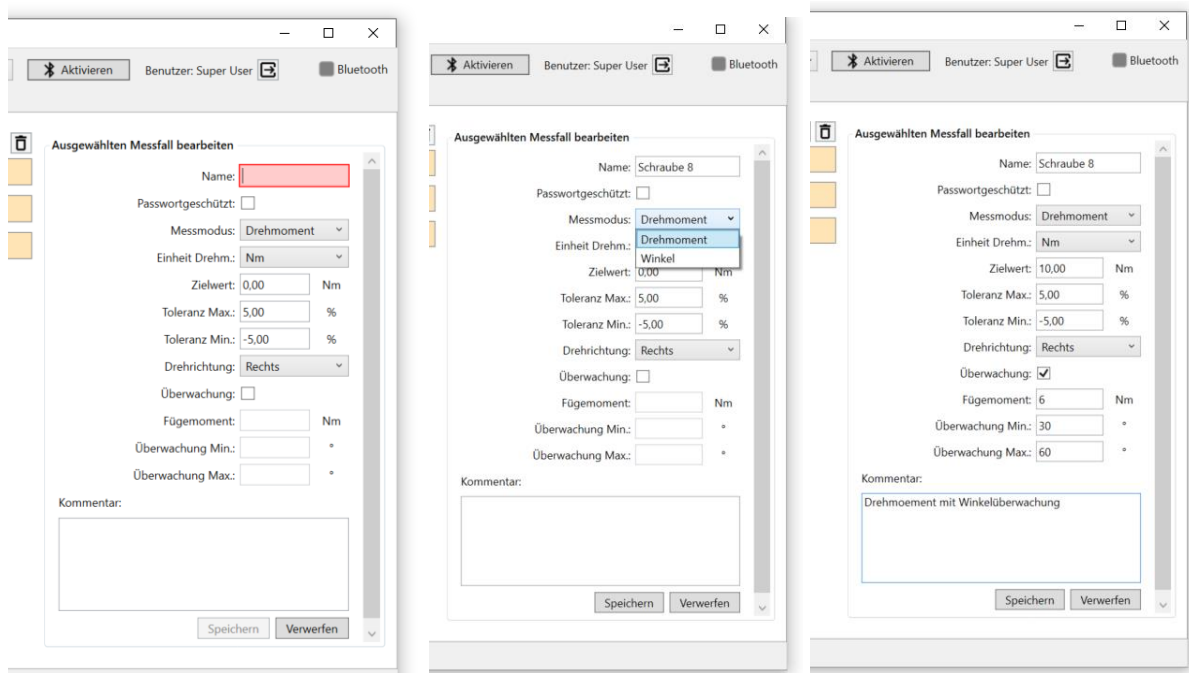 Aktivieren Benutzer: Super User Bluetooth
Ausgewählten Messfall bearbeiten
Name:
Passwortgeschützt:
Messmodus: Drehmoment
Einheit Drehm.: Nm
Zielwert: 0,00 Nm
Toleranz Max.: 5,00 %
Toleranz Min.: -5,00 %
Drehrichtung: Rechts
Überwachung:
Fügemoment: Nm
Überwachung Min.: °
Überwachung Max.: °
Kommentar:
Speichern Verwerfen
Aktivieren Benutzer: Super User Bluetooth
Ausgewählten Messfall bearbeiten
Name: Schraube 8
Passwortgeschützt:
Messmodus: Drehmoment
Drehmoment
Einheit Drehm.:
Winkel
Zielwert: 0,00 Nm
Toleranz Max.: 5,00 %
Toleranz Min.: -5,00 %
Drehrichtung: Rechts
Überwachung:
Fügemoment: Nm
Überwachung Min.: °
Überwachung Max.: °
Kommentar:
Speichern Verwerfen
Aktivieren Benutzer: Super User Bluetooth
Ausgewählten Messfall bearbeiten
Name: Schraube 8
Passwortgeschützt:
Messmodus: Drehmoment
Einheit Drehm.: Nm
Zielwert: 10,00 Nm
Toleranz Max.: 5,00 %
Toleranz Min.: -5,00 %
Drehrichtung: Rechts
Überwachung:
Fügemoment: 6 Nm
Überwachung Min.: 30 °
Überwachung Max.: 60 °
Kommentar:
Drehmoement mit Winkelüberwachung
Speichern Verwerfen